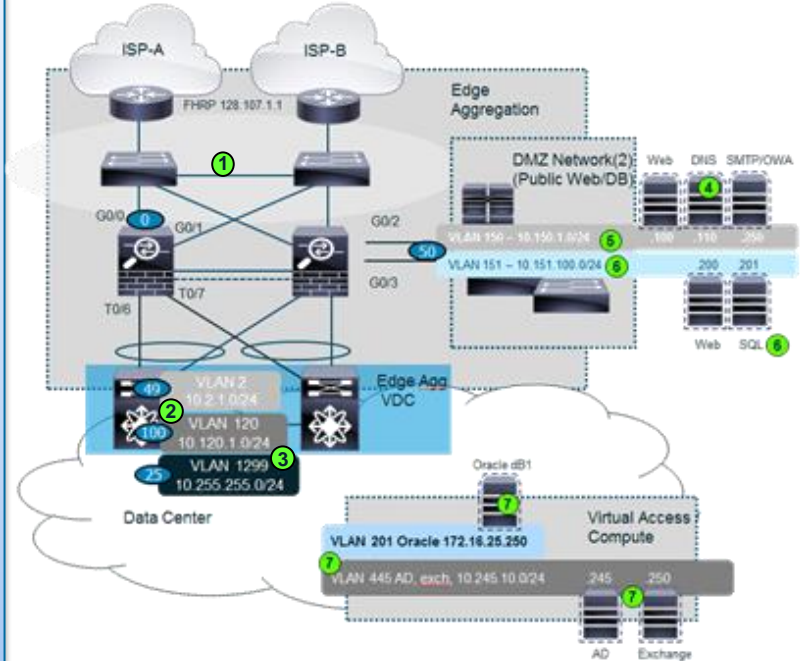 ISP-A
ISP-B
FHRP 128.107.1.1
Edge
Aggregation
1
DMZ Network(2)
(Public Web/DB)
Web
DNS
SMTP/OWA
4
G0/0
0
G0/1
G0/2
50
G0/3
VLAN 150 – 10.150.1.0/24
5
.100
.110
.250
VLAN 151 – 10.151.100.0/24
6
.200
.201
Web
SQL
6
T0/6
T0/7
49
VLAN 2
10.2.1.0/24
Edge Agg
VDC
2
100
VLAN 120
10.120.1.0/24
3
25
VLAN 1299
10.255.255.0/24
Data Center
Oracle dB1
7
Virtual Access
Compute
VLAN 201 Oracle 172.16.25.250
7
VLAN 445 AD, exch, 10.245.10.0/24
.245
.250
7
AD
Exchange